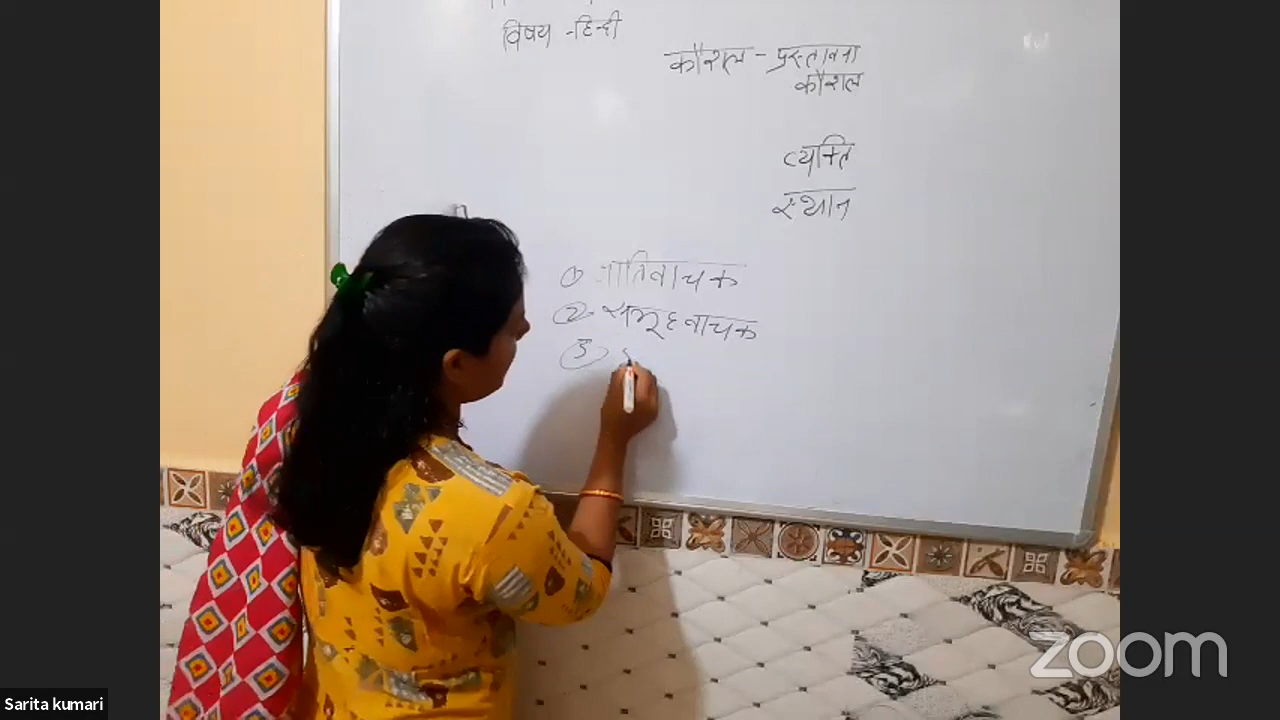 विषय - हिन्दी
कौशल - प्रस्तावना
कौशल
व्यक्ति
स्थान
① जातिवाचक
② समूहवाचक
③
zoom
Sarita kumari